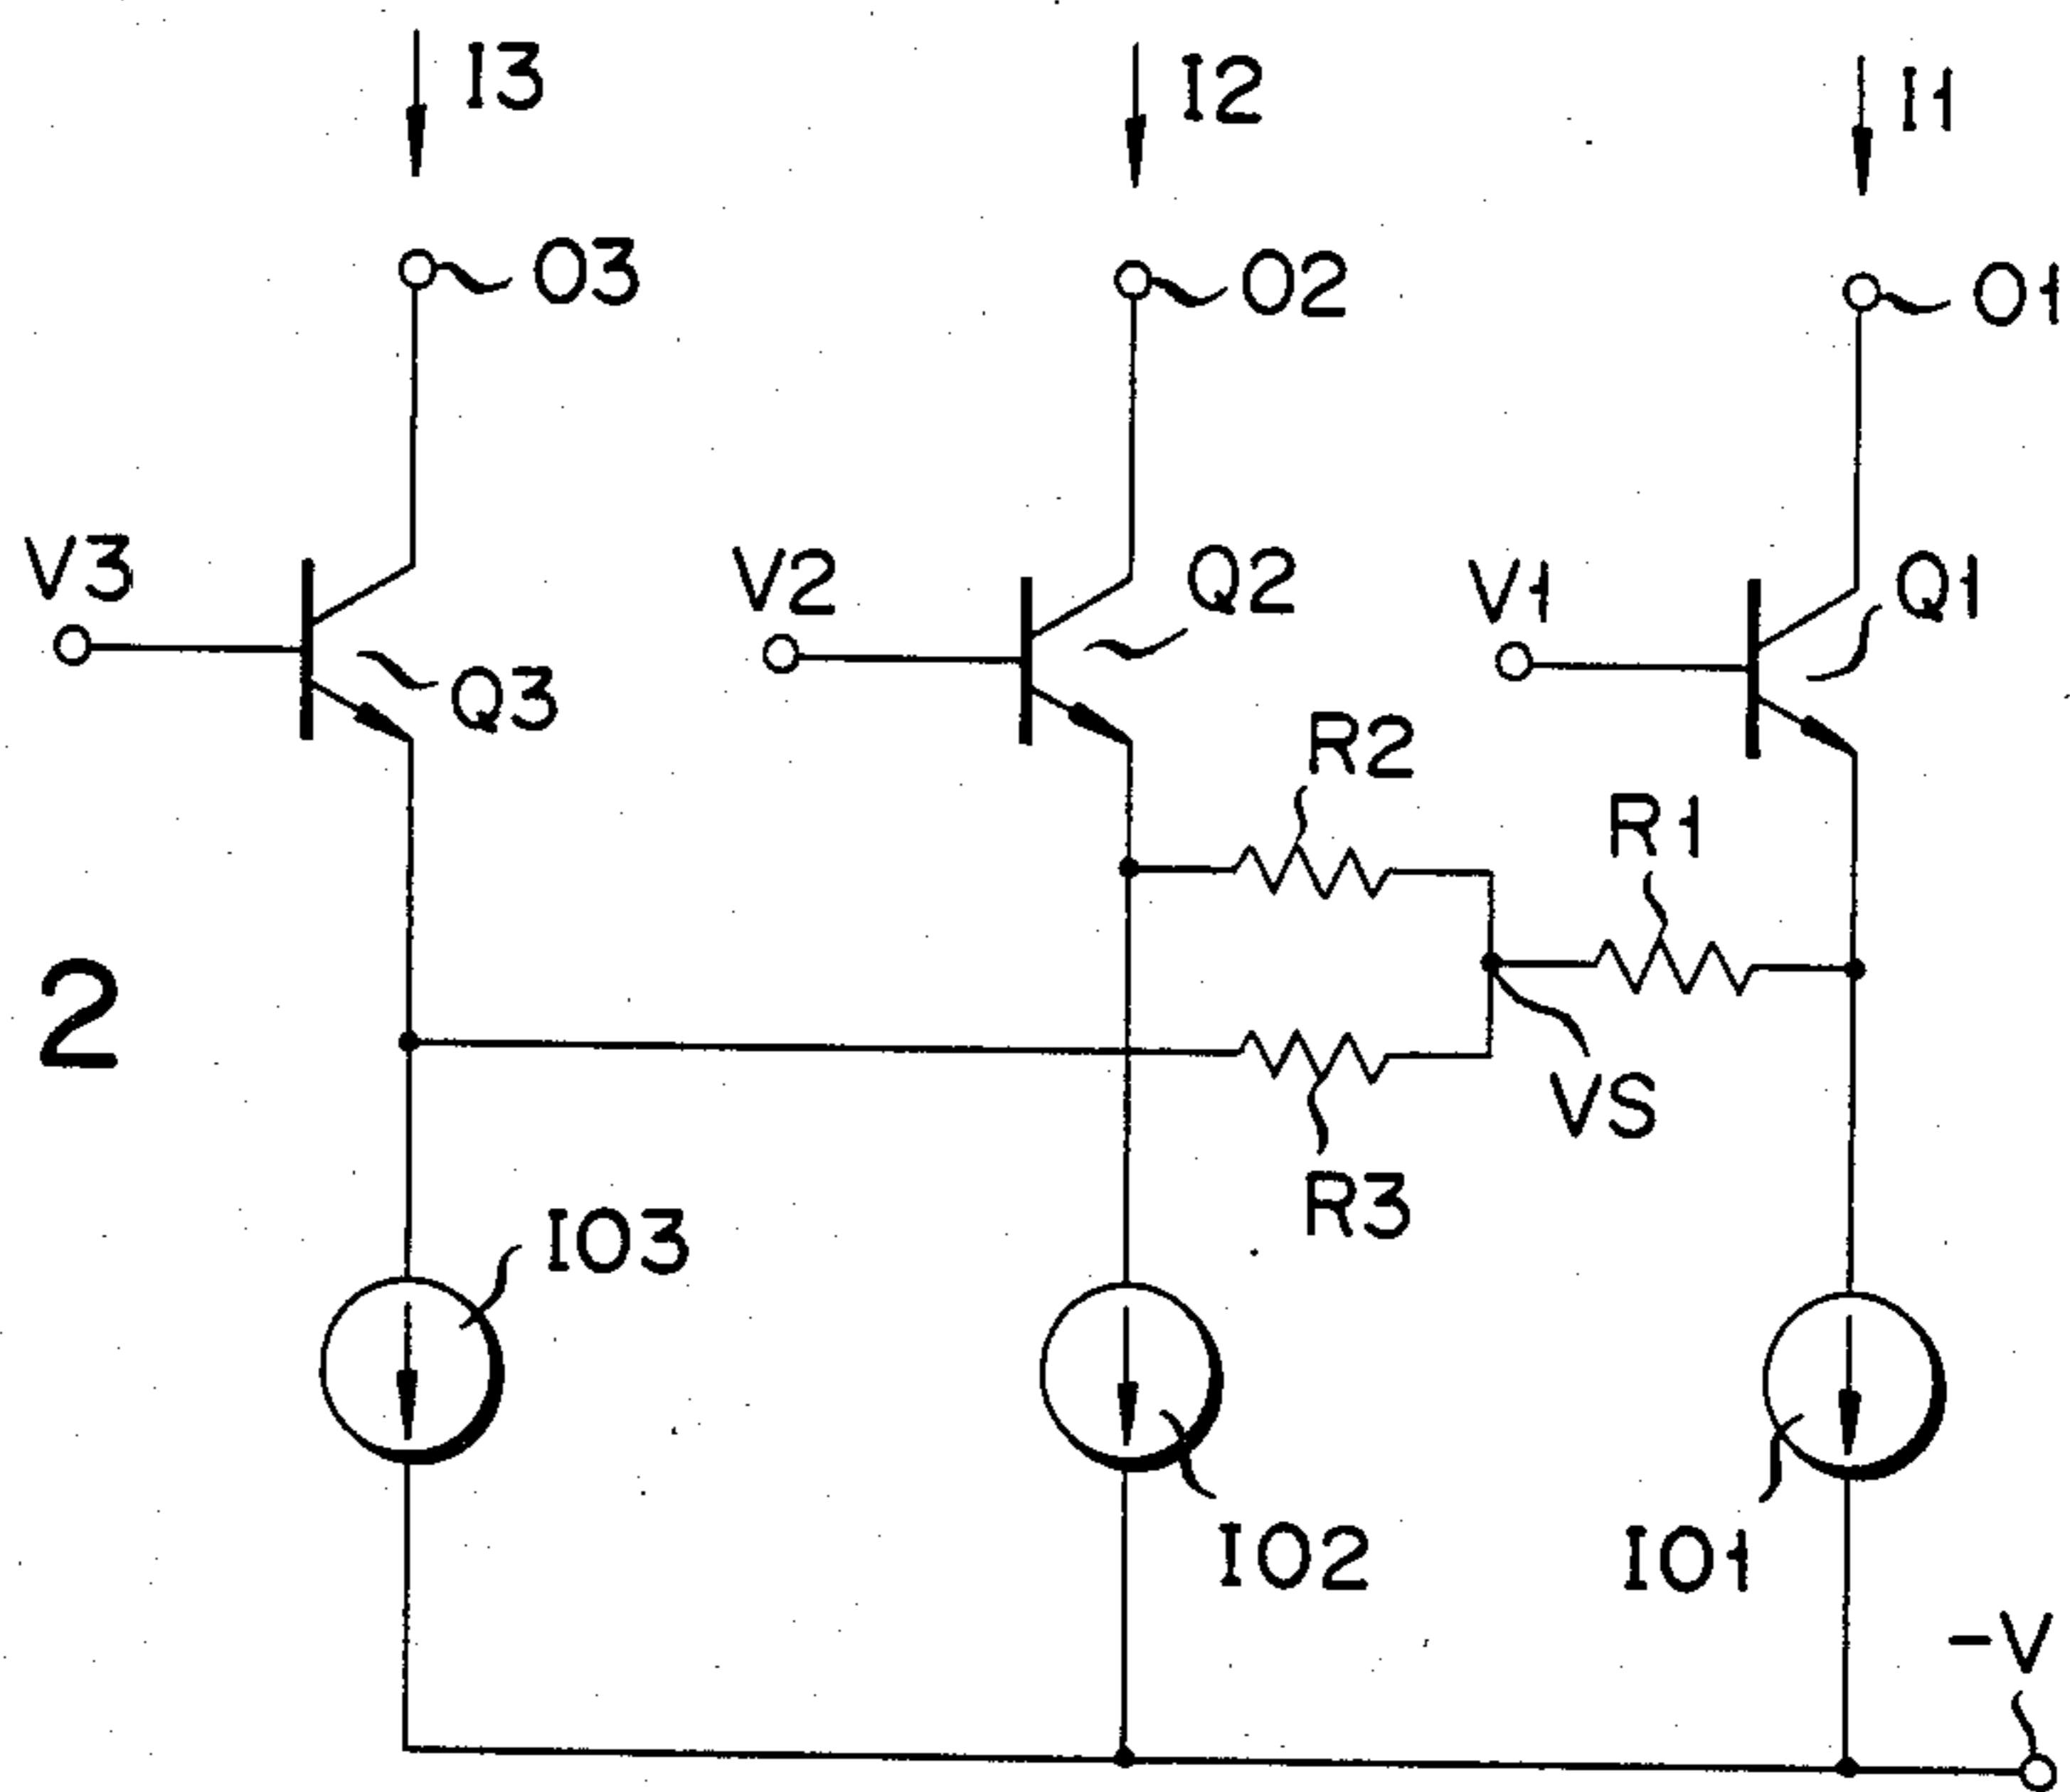 I3
I2
I1
O3
O2
O1
V3
V2
V1
Q3
Q2
Q1
R2
R1
2
VS
R3
IO3
IO2
IO1
-V